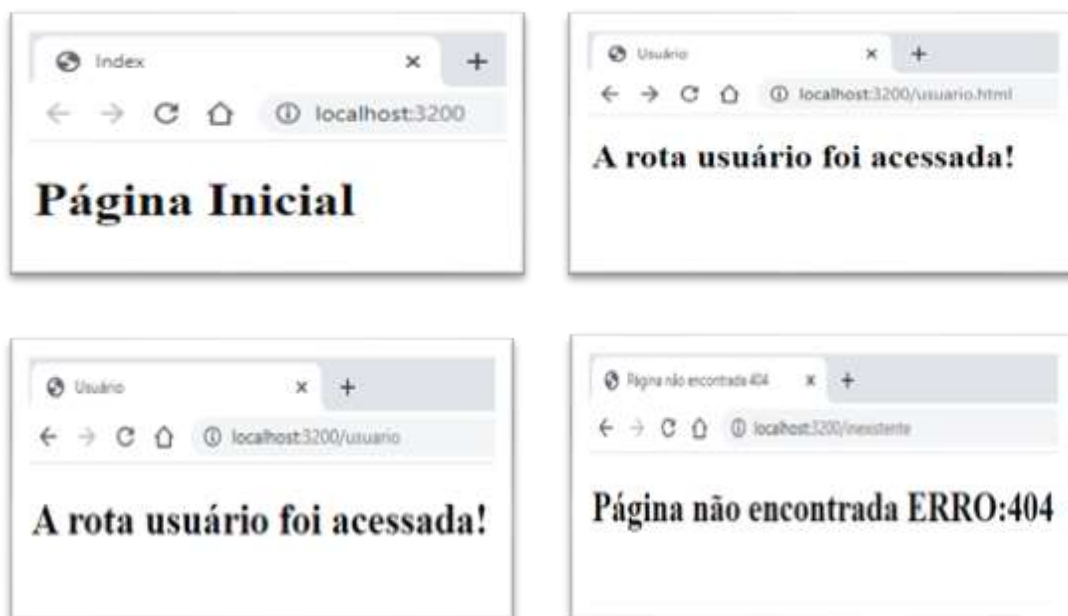 Index
localhost:3200
Página Inicial
Usuário
localhost:3200/usuario.html
A rota usuário foi acessada!
Usuário
localhost:3200/usuario
A rota usuário foi acessada!
Página não encontrada 404
localhost:3200/inexistente
Página não encontrada ERRO:404